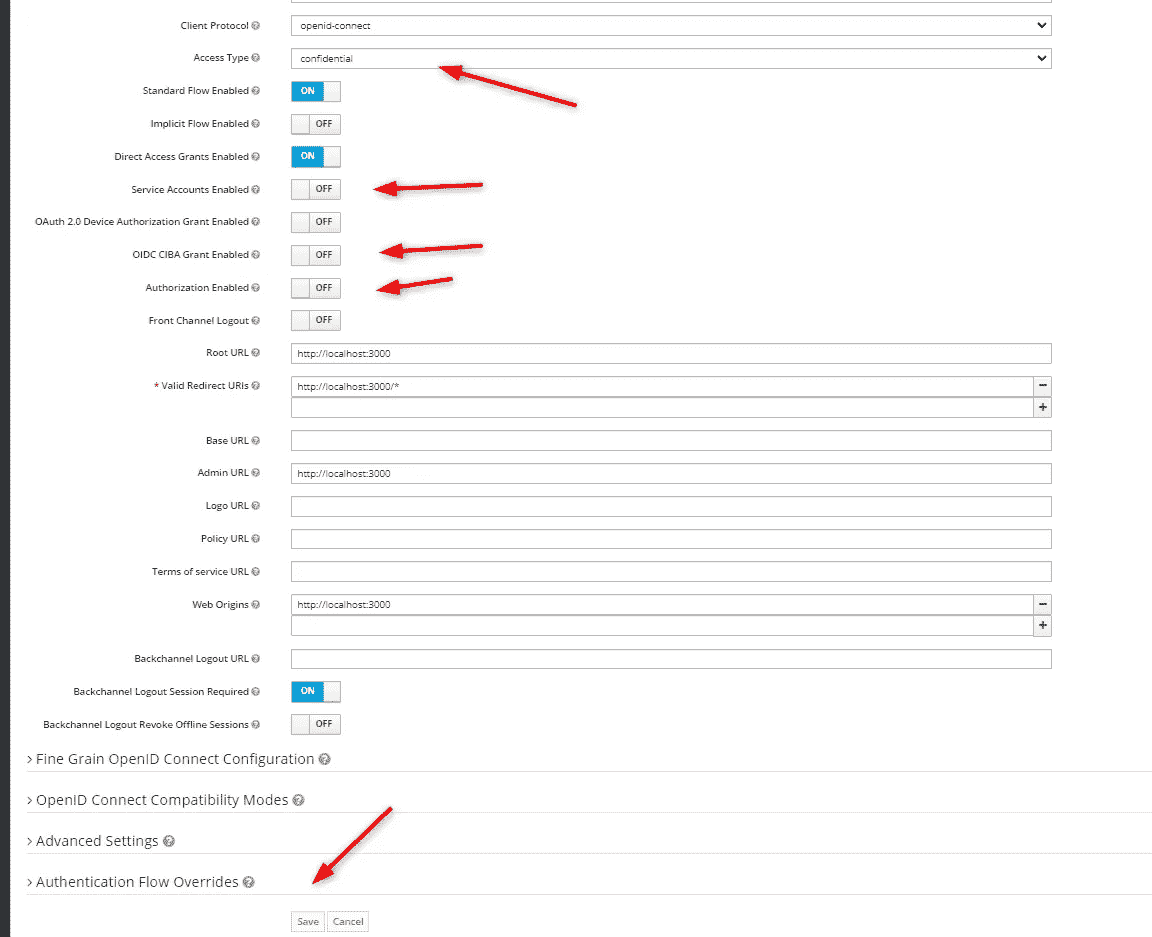 Client Protocol openid-connect
Access Type confidential
Standard Flow Enabled ON
Implicit Flow Enabled OFF
Direct Access Grants Enabled ON
Service Accounts Enabled OFF
OAuth 2.0 Device Authorization Grant Enabled OFF
OIDC CIBA Grant Enabled OFF
Authorization Enabled OFF
Front Channel Logout OFF
Root URL http://localhost:3000
* Valid Redirect URIs http://localhost:3000/*
Base URL
Admin URL http://localhost:3000
Logo URL
Policy URL
Terms of service URL
Web Origins http://localhost:3000
Backchannel Logout URL
Backchannel Logout Session Required ON
Backchannel Logout Revoke Offline Sessions OFF
Fine Grain OpenID Connect Configuration
OpenID Connect Compatibility Modes
Advanced Settings
Authentication Flow Overrides
Save Cancel